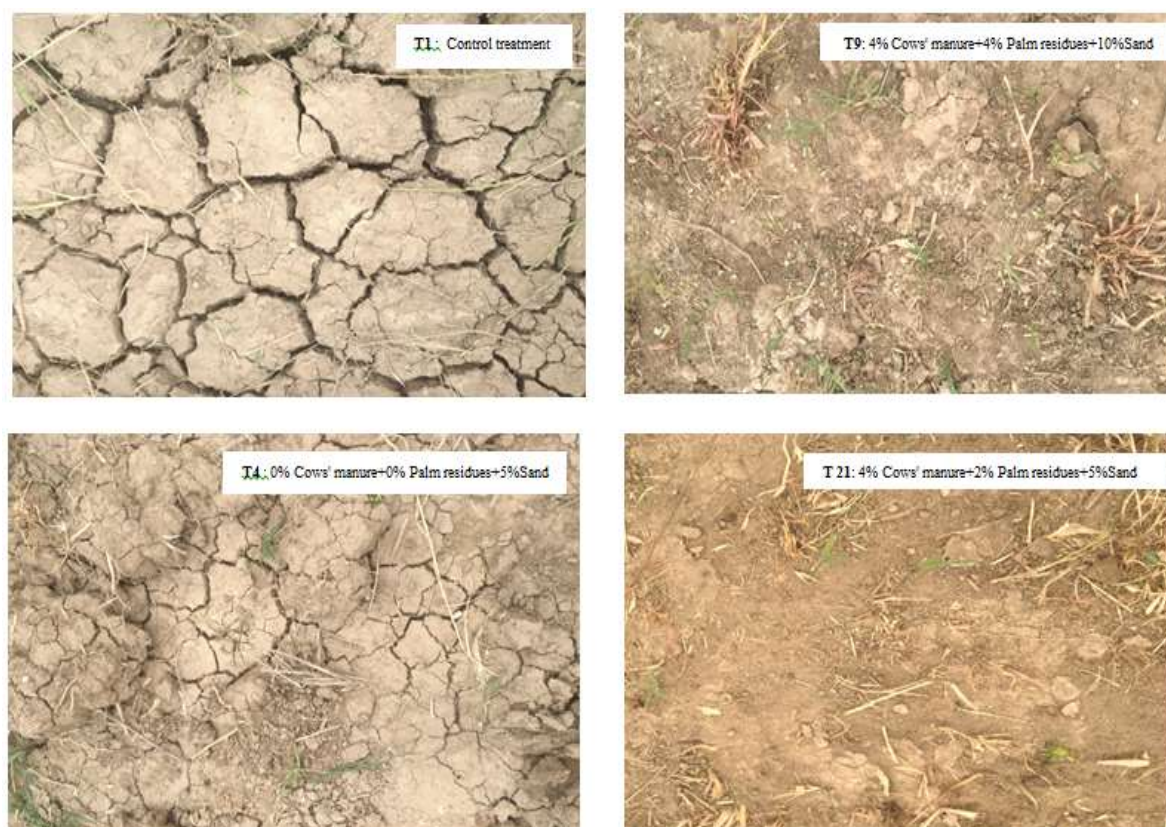 T1: Control treatment
T9: 4% Cows' manure+4% Palm residues+10%Sand
T4: 0% Cows' manure+0% Palm residues+5%Sand
T 21: 4% Cows' manure+2% Palm residues+5%Sand